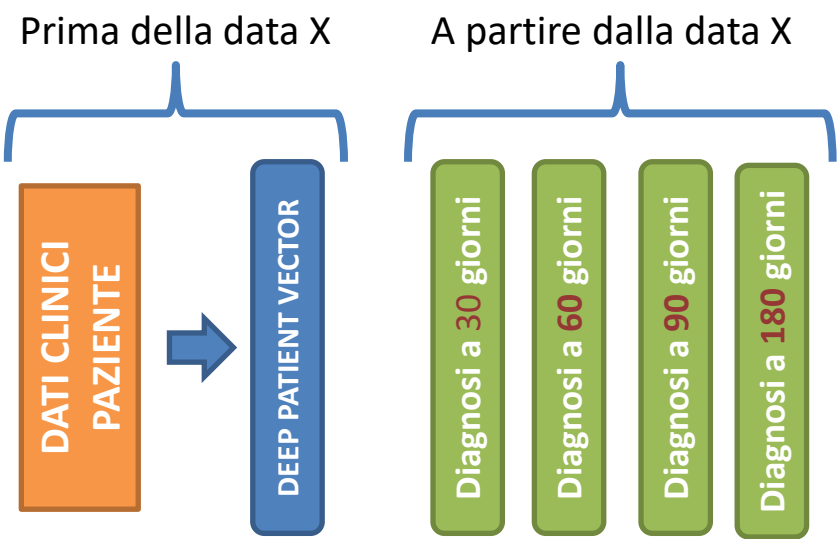 Prima della data X
A partire dalla data X
DATI CLINICI
PAZIENTE
DEEP PATIENT VECTOR
Diagnosi a 30 giorni
Diagnosi a 60 giorni
Diagnosi a 90 giorni
Diagnosi a 180 giorni